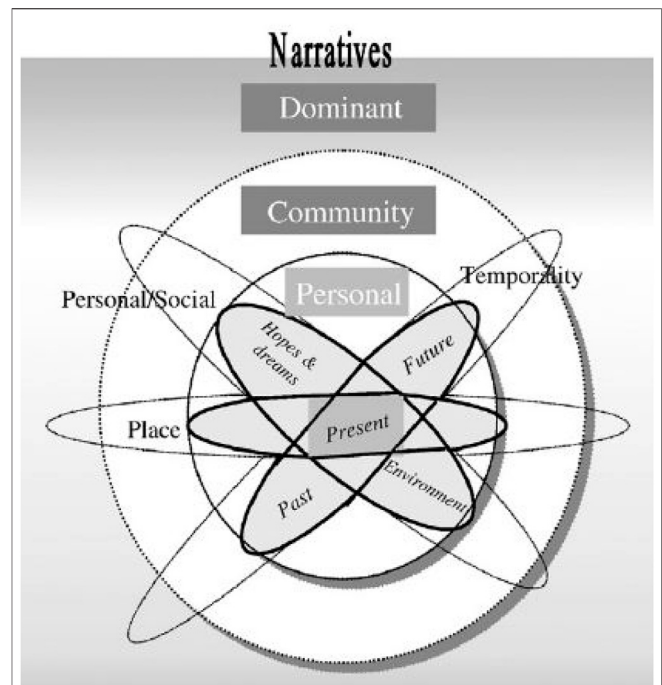 Narratives
Dominant
Community
Personal
Temporality
Personal/Social
Hopes &
dreams
Future
Place
Present
Past
Environment